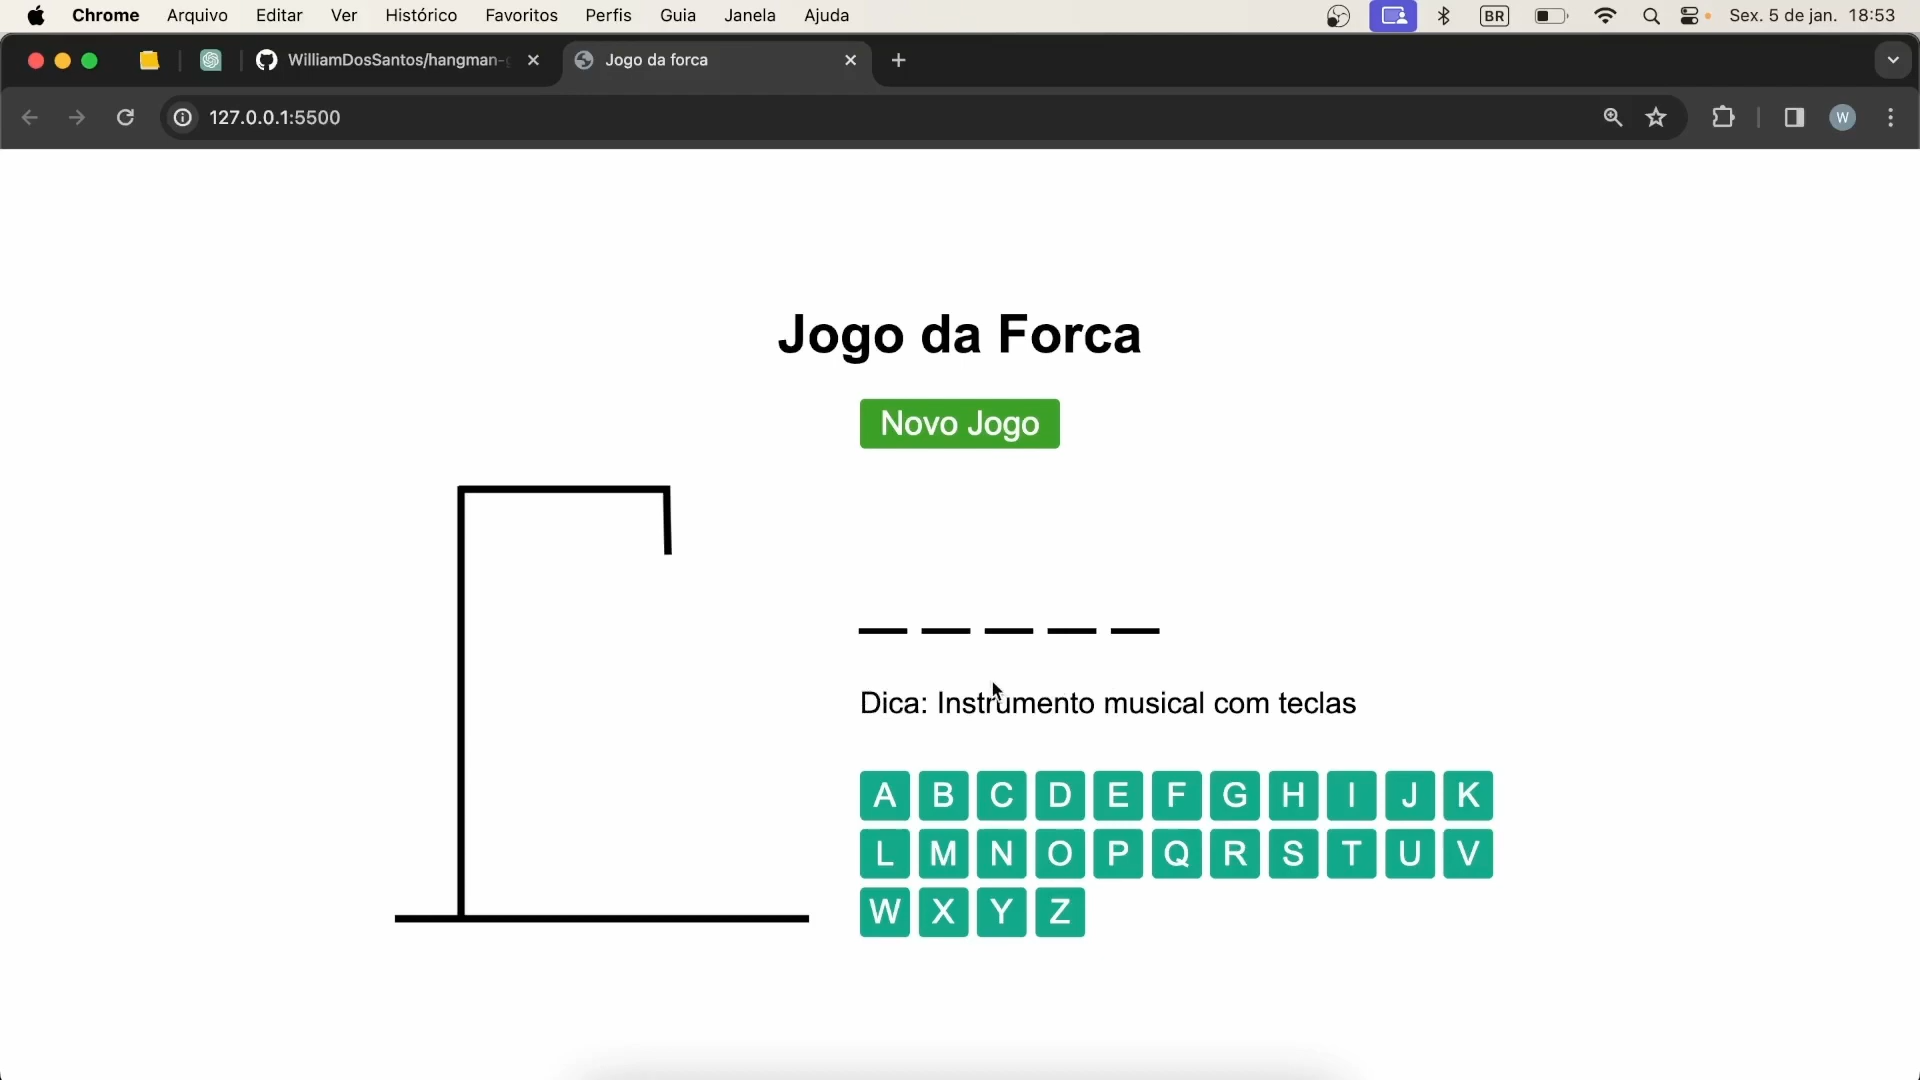 Chrome Arquivo Editar Ver Histórico Favoritos Perfis Guia Janela Ajuda BR Sex. 5 de jan. 18:53
WilliamDosSantos/hangman- Jogo da forca
127.0.0.1:5500 W
Jogo da Forca
Novo Jogo
Dica: Instrumento musical com teclas
A B C D E F G H I J K
L M N O P Q R S T U V
W X Y Z